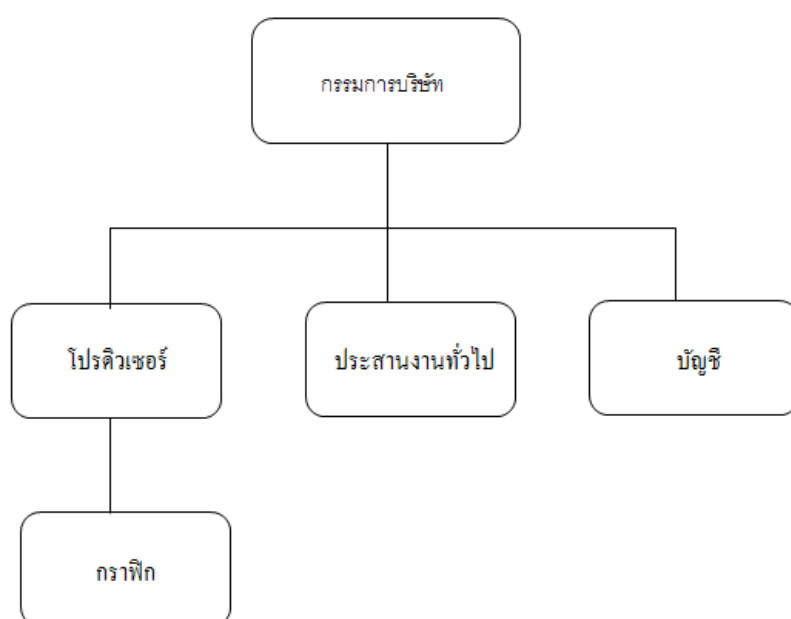 กรรมการบริษัท
โปรดิวเซอร์
ประสานงานทั่วไป
บัญชี
กราฟิก